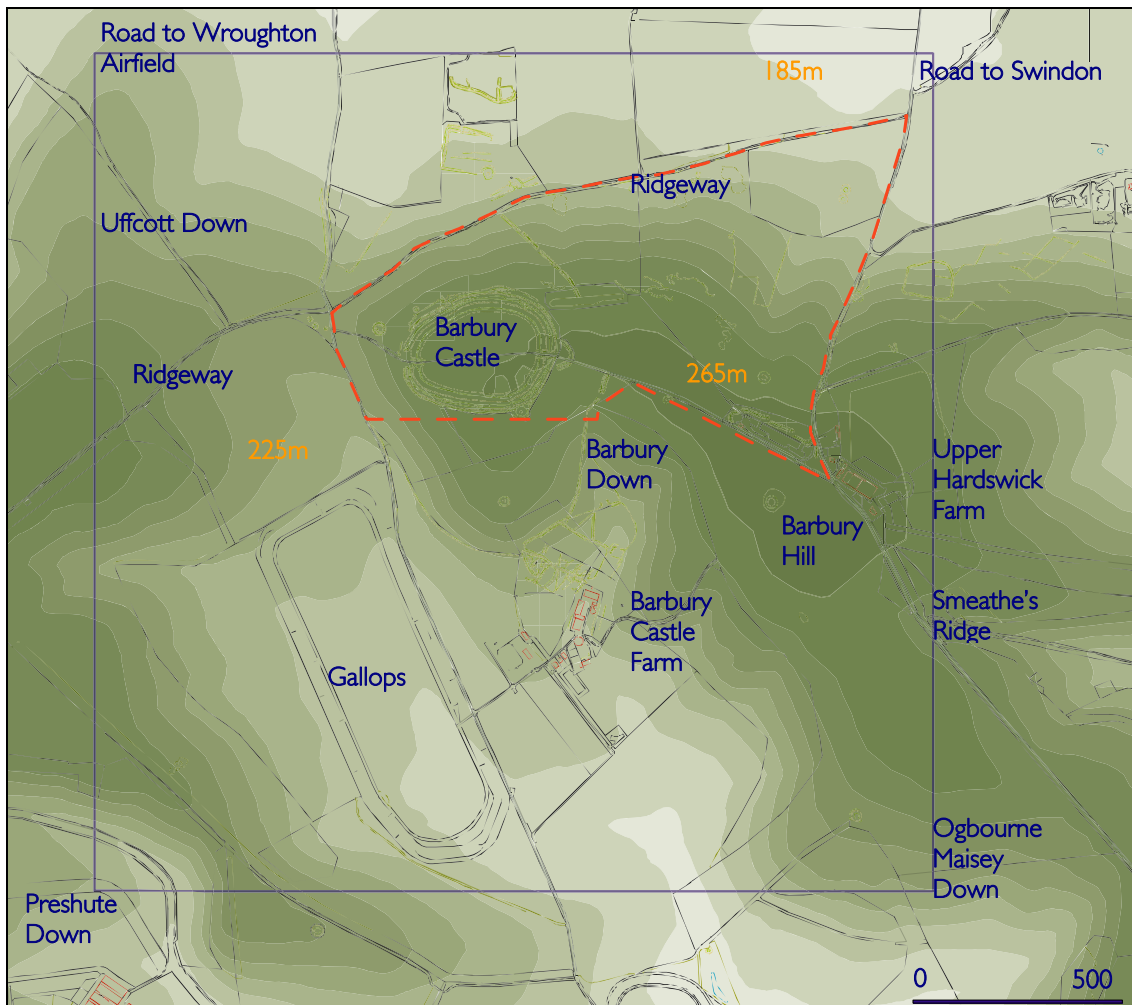 Road to Wroughton
Airfield
185m
Road to Swindon
Ridgeway
Uffcott Down
Barbury
Castle
Ridgeway
265m
225m
Barbury
Down
Upper
Hardswick
Farm
Barbury
Hill
Barbury
Castle
Farm
Smeathe's
Ridge
Gallops
Ogbourne
Maisey
Down
Preshute
Down
0
500